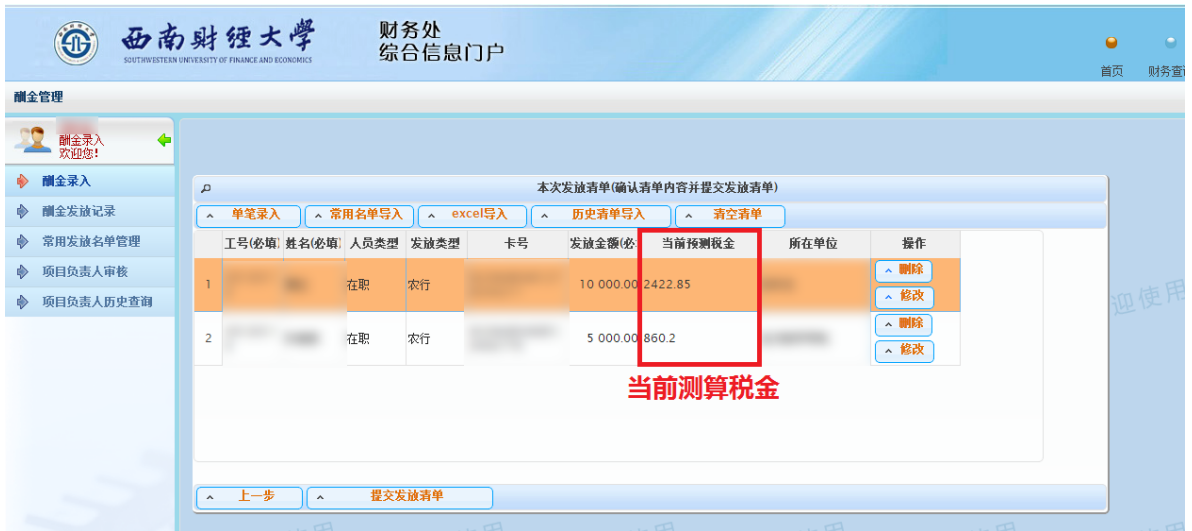 西南财经大学
SOUTHWESTERN UNIVERSITY OF FINANCE AND ECONOMICS
财务处
综合信息门户
首页 财务查
酬金管理
酬金录入
欢迎您!
酬金录入
酬金发放记录
常用发放名单管理
项目负责人审核
项目负责人历史查询
本次发放清单(确认清单内容并提交发放清单)
单笔录入 常用名单导入 excel导入 历史清单导入 清空清单
工号(必填 姓名(必填 人员类型 发放类型 卡号 发放金额(必 当前预测税金 所在单位 操作
1 在职 农行 10 000.00 2422.85 删除
修改
2 在职 农行 5 000.00 860.2 删除
修改
当前测算税金
上一步 提交发放清单
迎使用